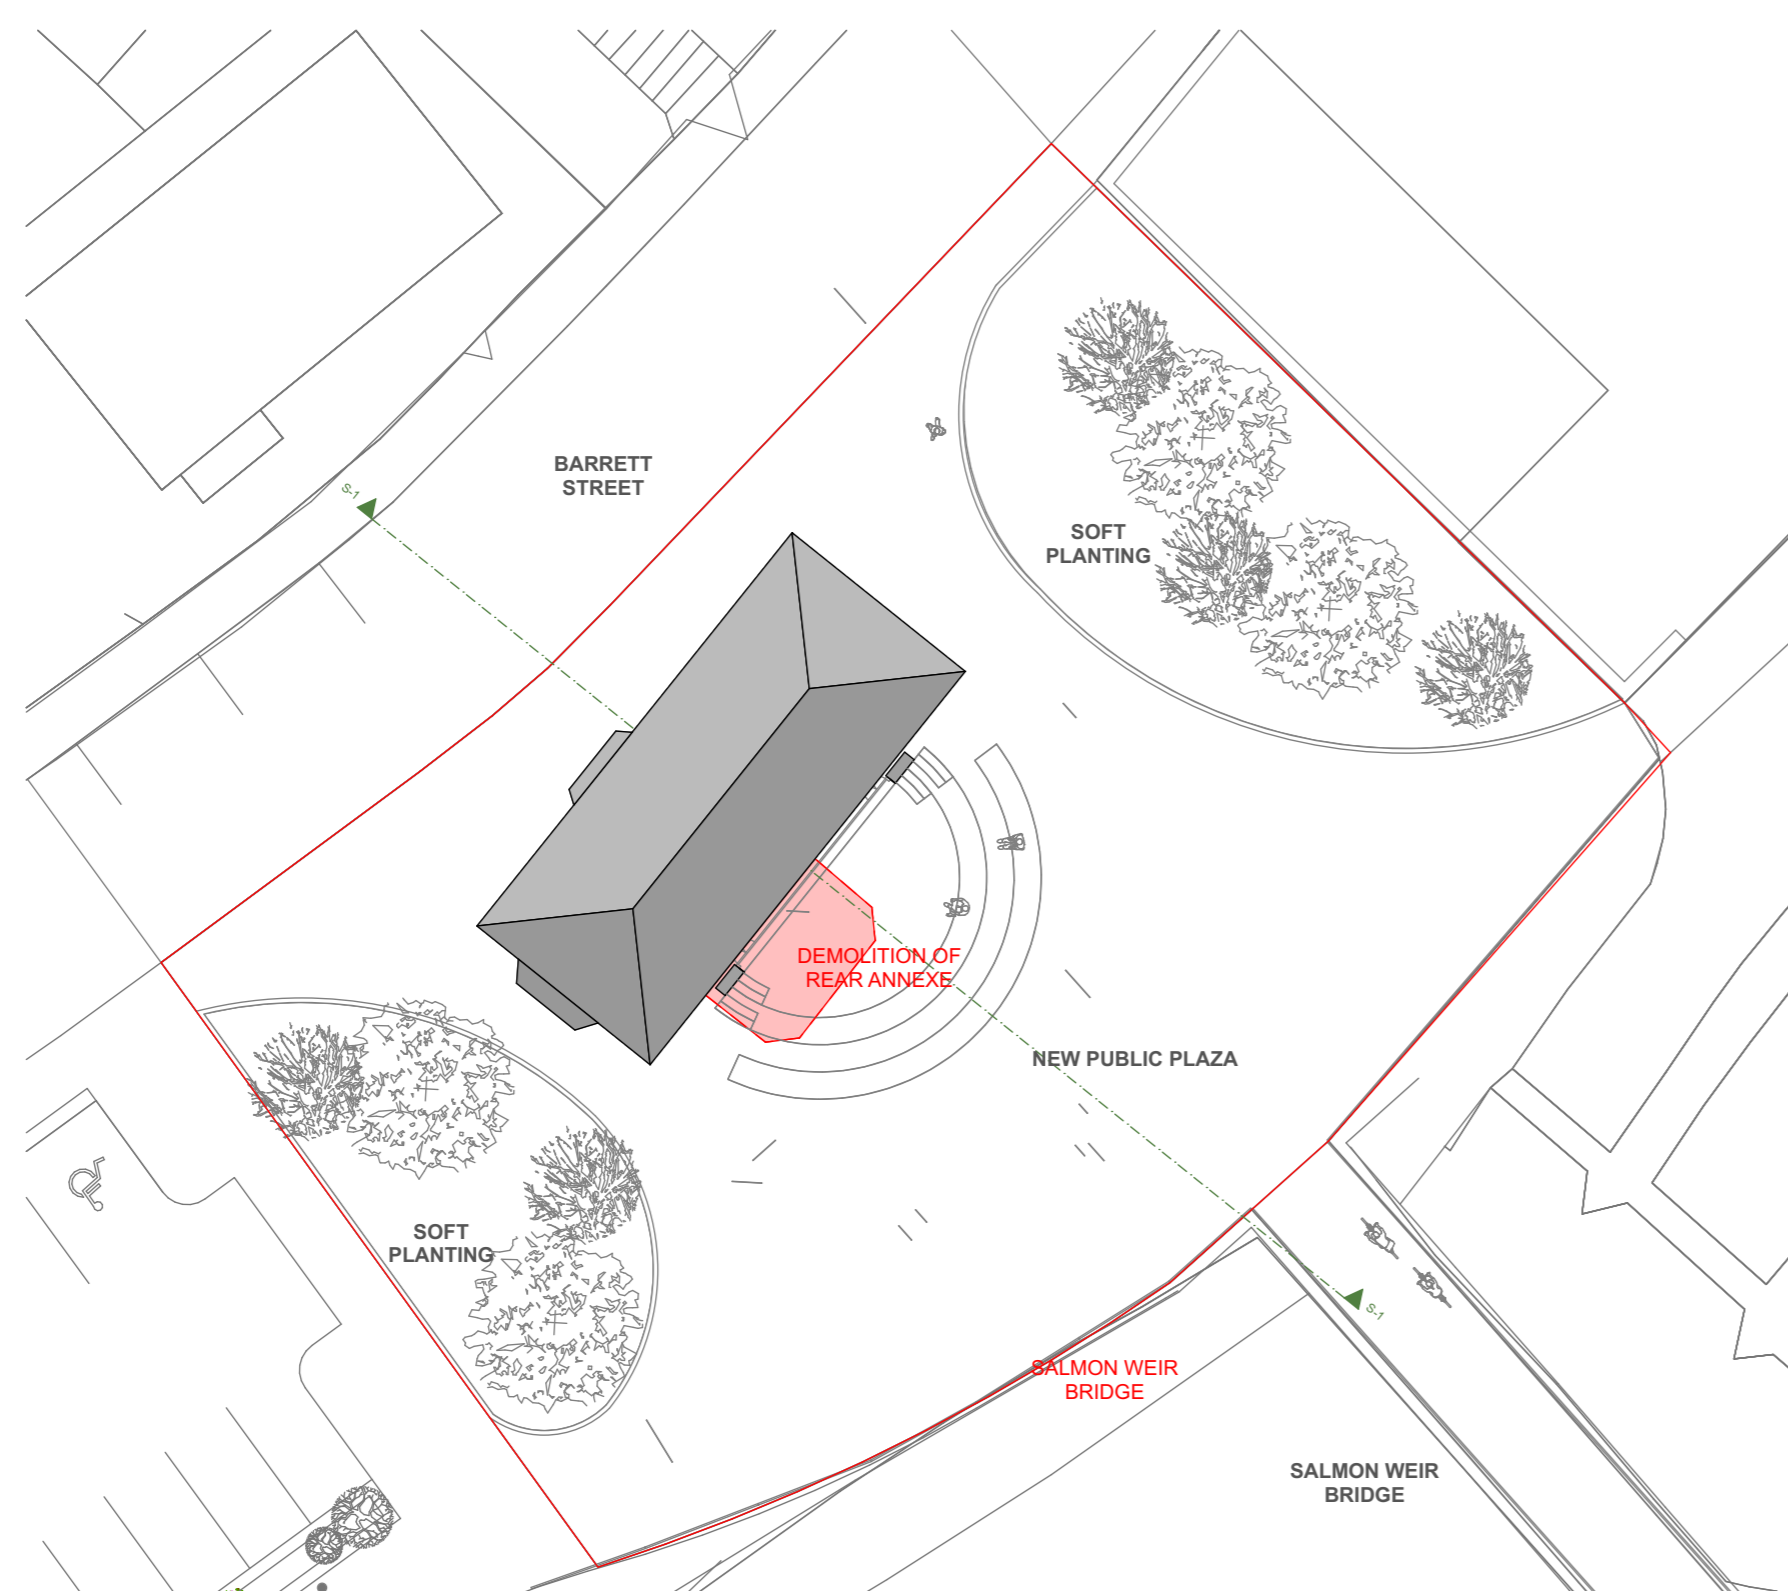 BARRETT
STREET
S-1
SOFT
PLANTING
DEMOLITION OF
REAR ANNEXE
NEW PUBLIC PLAZA
SOFT
PLANTING
S-1
SALMON WEIR
BRIDGE
SALMON WEIR
BRIDGE